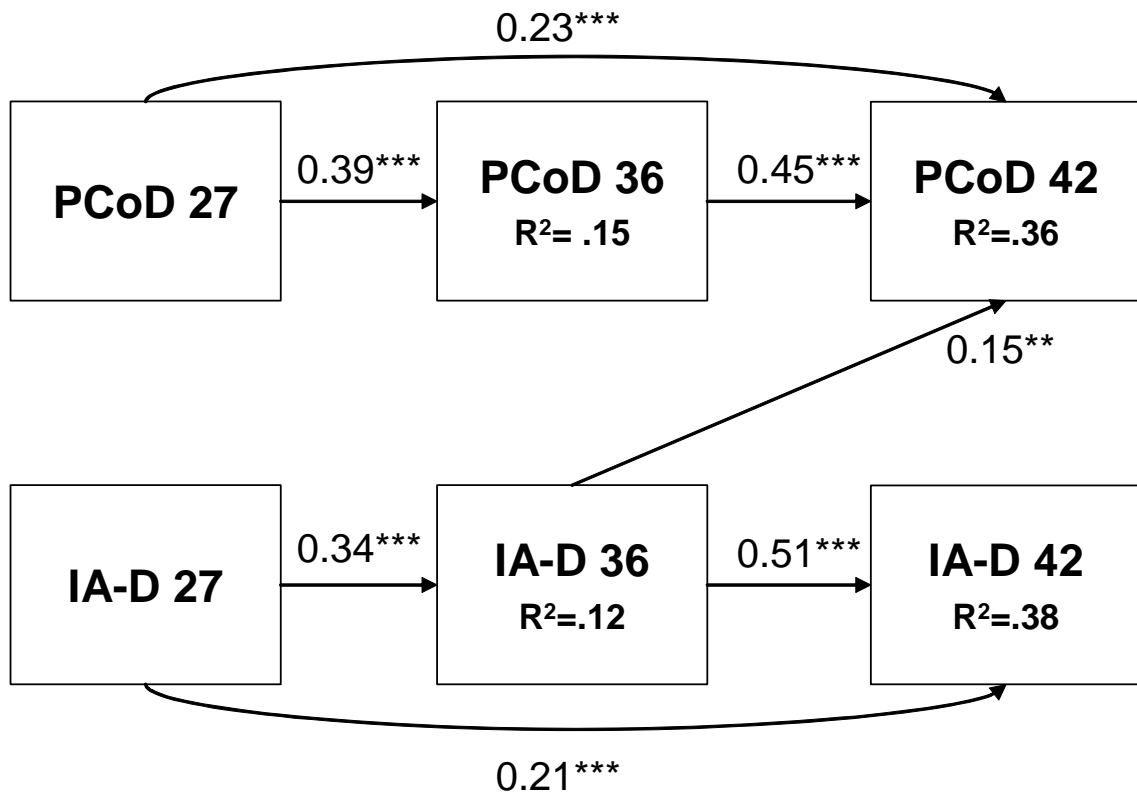 0.23***
PCoD 27
0.39***
PCoD 36
R²= .15
0.45***
PCoD 42
R²=.36
0.15**
IA-D 27
0.34***
IA-D 36
R²=.12
0.51***
IA-D 42
R²=.38
0.21***